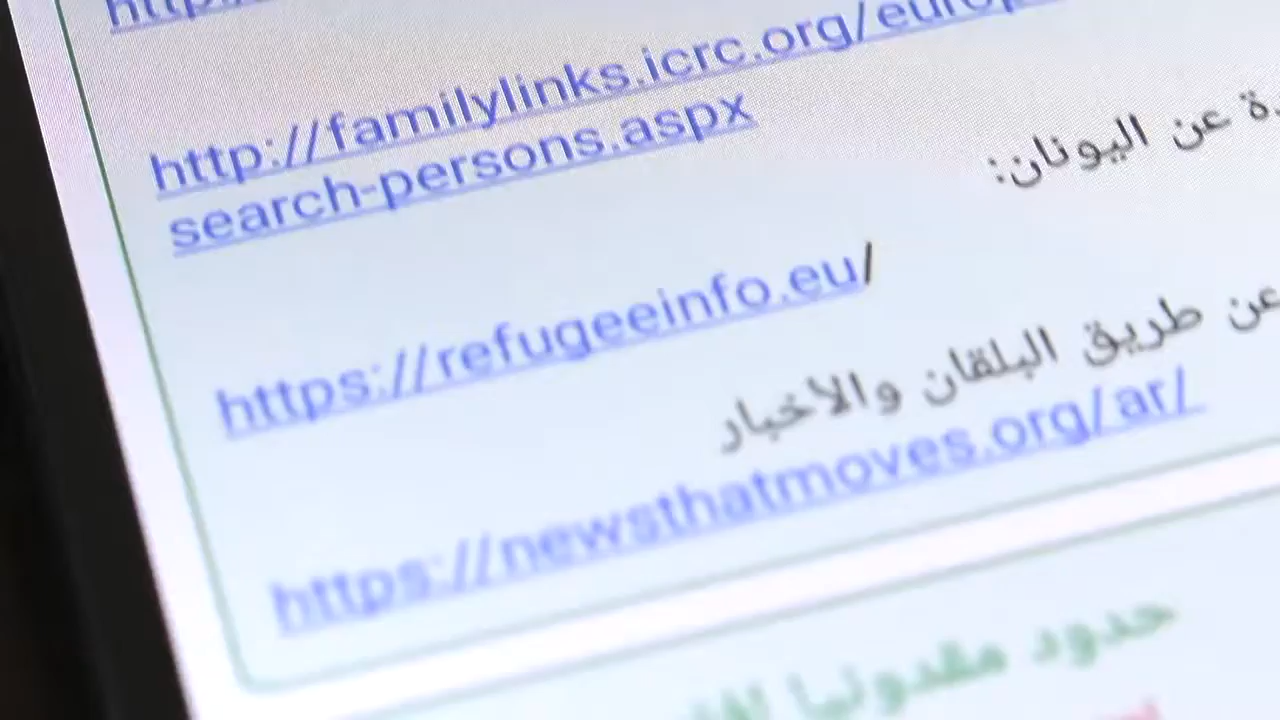 http:
http://familylinks.icrc.org/europ
search-persons.aspx
عن اليونان:
https://refugeeinfo.eu/
عن طريق البلقان والاخبار
https://newsthatmoves.org/ar/
حدود مقدونيا